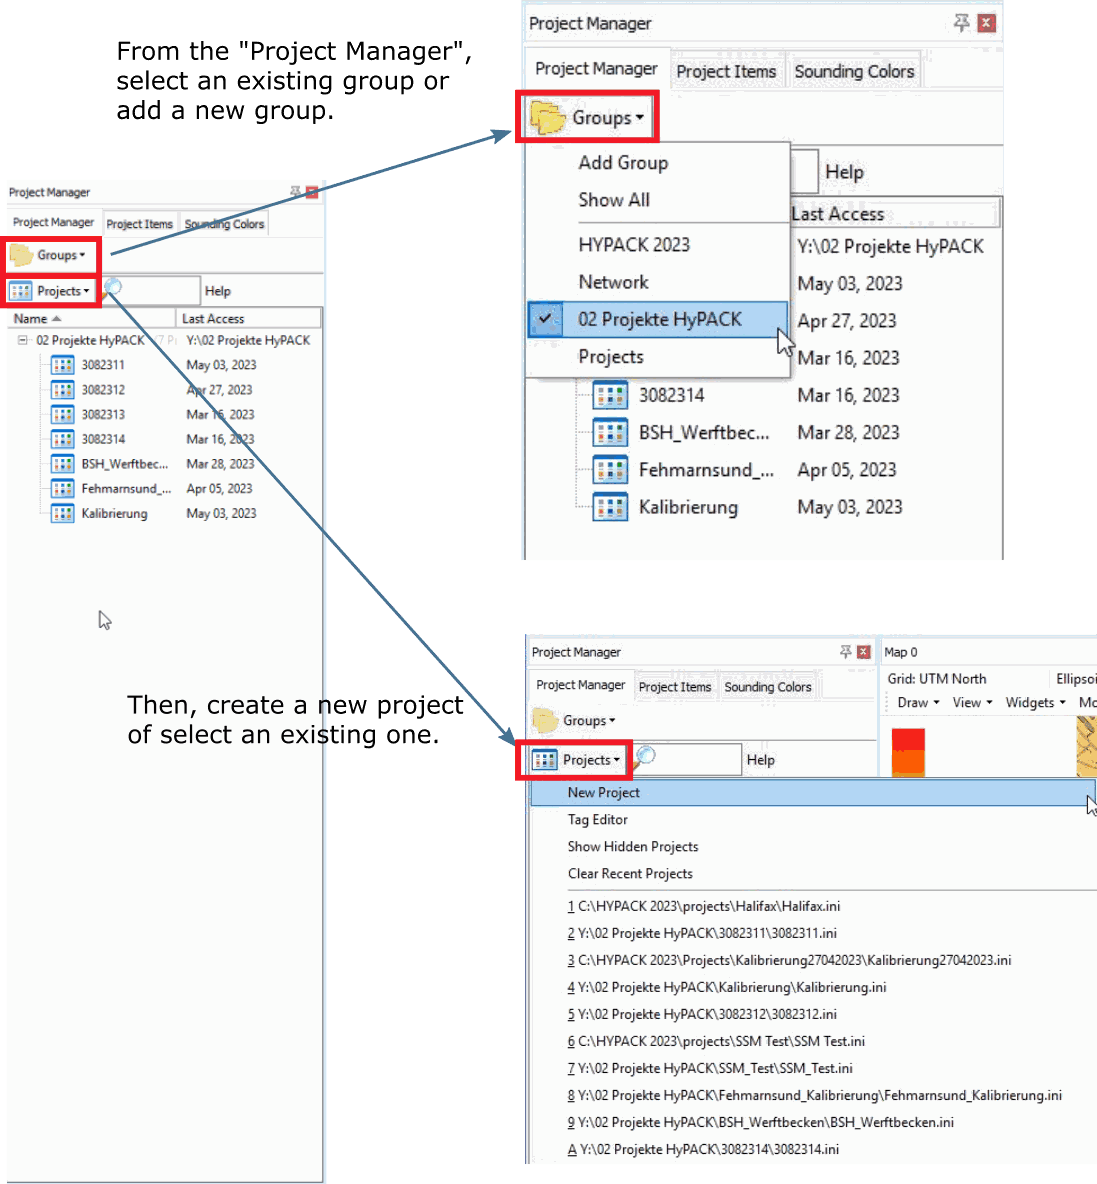 From the "Project Manager",
select an existing group or
add a new group.
Project Manager
Project Manager Project Items Sounding Colors
Groups
Projects Help
Name Last Access
02 Projekte HyPACK Y:\02 Projekte HyPACK
3082311 May 03, 2023
3082312 Apr 27, 2023
3082313 Mar 16, 2023
3082314 Mar 16, 2023
BSH_Werftbec... Mar 28, 2023
Fehmarnsund_... Apr 05, 2023
Kalibrierung May 03, 2023
Project Manager
Project Manager Project Items Sounding Colors
Groups
Add Group
Help
Show All
Last Access
HYPACK 2023 Y:\02 Projekte HyPACK
Network May 03, 2023
02 Projekte HyPACK Apr 27, 2023
Projects Mar 16, 2023
3082314 Mar 16, 2023
BSH_Werftbec... Mar 28, 2023
Fehmarnsund_... Apr 05, 2023
Kalibrierung May 03, 2023
Then, create a new project
of select an existing one.
Project Manager
Map 0
Project Manager Project Items Sounding Colors
Grid: UTM North Ellipsoi
Groups
Draw View Widgets Mo
Projects Help
New Project
Tag Editor
Show Hidden Projects
Clear Recent Projects
1 C:\HYPACK 2023\projects\Halifax\Halifax.ini
2 Y:\02 Projekte HyPACK\3082311\3082311.ini
3 C:\HYPACK 2023\Projects\Kalibrierung27042023\Kalibrierung27042023.ini
4 Y:\02 Projekte HyPACK\Kalibrierung\Kalibrierung.ini
5 Y:\02 Projekte HyPACK\3082312\3082312.ini
6 C:\HYPACK 2023\projects\SSM Test\SSM Test.ini
7 Y:\02 Projekte HyPACK\SSM_Test\SSM_Test.ini
8 Y:\02 Projekte HyPACK\Fehmarnsund_Kalibrierung\Fehmarnsund_Kalibrierung.ini
9 Y:\02 Projekte HyPACK\BSH_Werftbecken\BSH_Werftbecken.ini
A Y:\02 Projekte HyPACK\3082314\3082314.ini